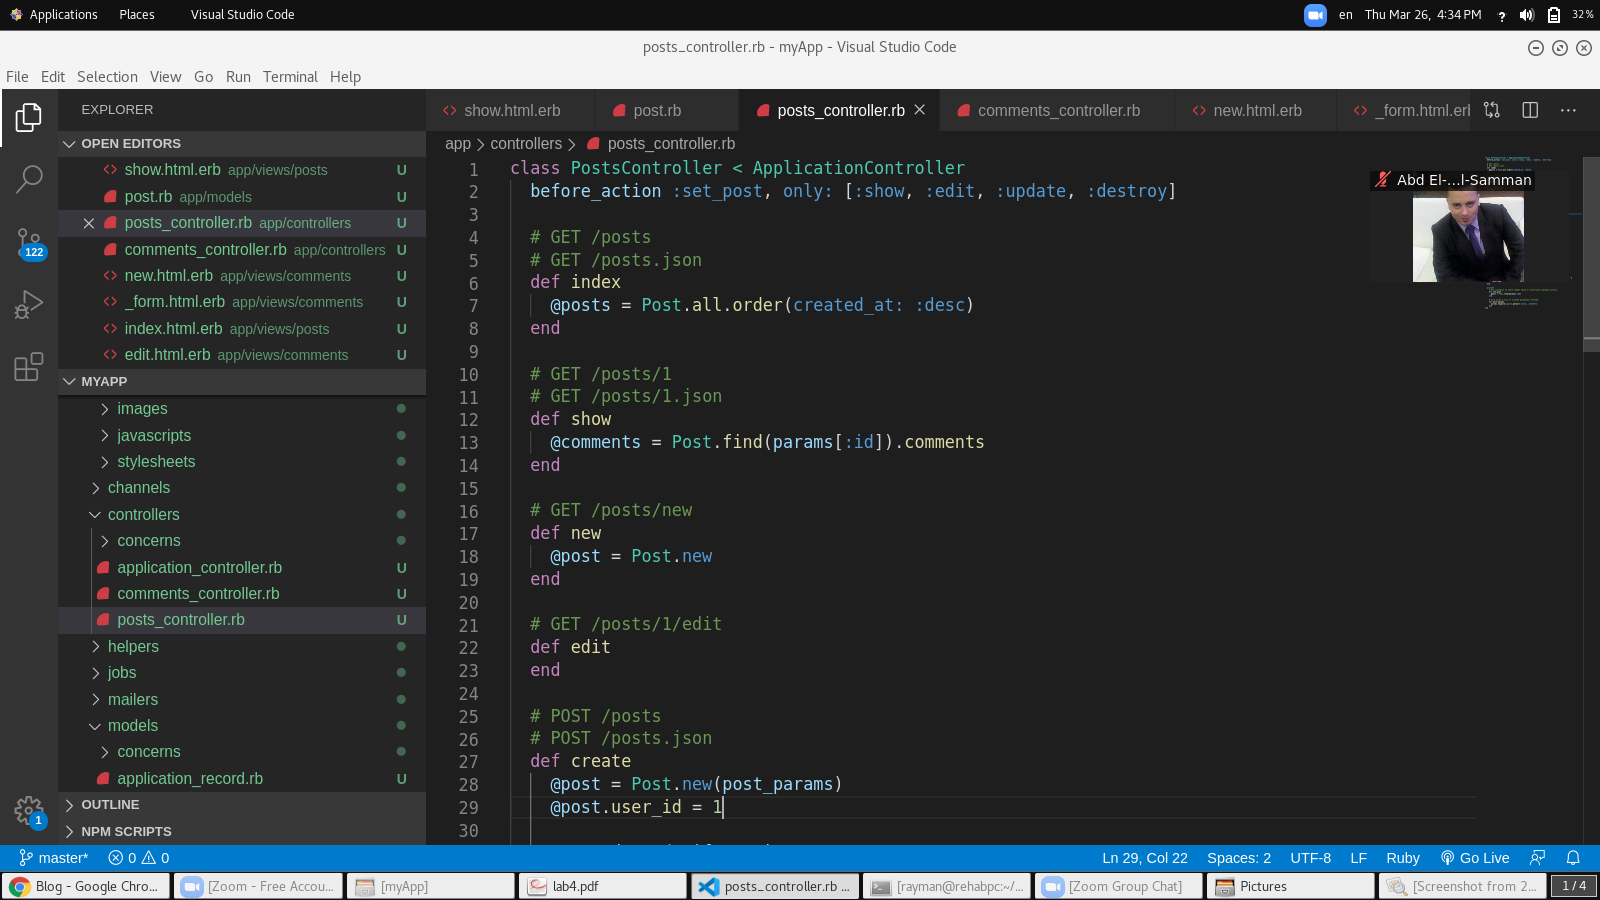 Applications Places Visual Studio Code en Thu Mar 26, 4:34 PM ? 32%
posts_controller.rb - myApp - Visual Studio Code
File Edit Selection View Go Run Terminal Help
EXPLORER
show.html.erb post.rb posts_controller.rb comments_controller.rb new.html.erb _form.html.erl
OPEN EDITORS
app > controllers > posts_controller.rb
show.html.erb app/views/posts U
post.rb app/models U
posts_controller.rb app/controllers U
comments_controller.rb app/controllers U
new.html.erb app/views/comments U
_form.html.erb app/views/comments U
index.html.erb app/views/posts U
edit.html.erb app/views/comments U
122
MYAPP
images
javascripts
stylesheets
channels
controllers
concerns
application_controller.rb U
comments_controller.rb U
posts_controller.rb U
helpers
jobs
mailers
models
concerns
application_record.rb U
OUTLINE
NPM SCRIPTS
1
1 class PostsController < ApplicationController
2 before_action :set_post, only: [:show, :edit, :update, :destroy]
3
4 # GET /posts
5 # GET /posts.json
6 def index
7 @posts = Post.all.order(created_at: :desc)
8 end
9
10 # GET /posts/1
11 # GET /posts/1.json
12 def show
13 @comments = Post.find(params[:id]).comments
14 end
15
16 # GET /posts/new
17 def new
18 @post = Post.new
19 end
20
21 # GET /posts/1/edit
22 def edit
23 end
24
25 # POST /posts
26 # POST /posts.json
27 def create
28 @post = Post.new(post_params)
29 @post.user_id = 1
30
Abd El-...l-Samman
master* 0 0 Ln 29, Col 22 Spaces: 2 UTF-8 LF Ruby Go Live
Blog - Google Chro... [Zoom - Free Accou... [myApp] lab4.pdf posts_controller.rb ... [rayman@rehabpc:~/... [Zoom Group Chat] Pictures [Screenshot from 2... 1 / 4